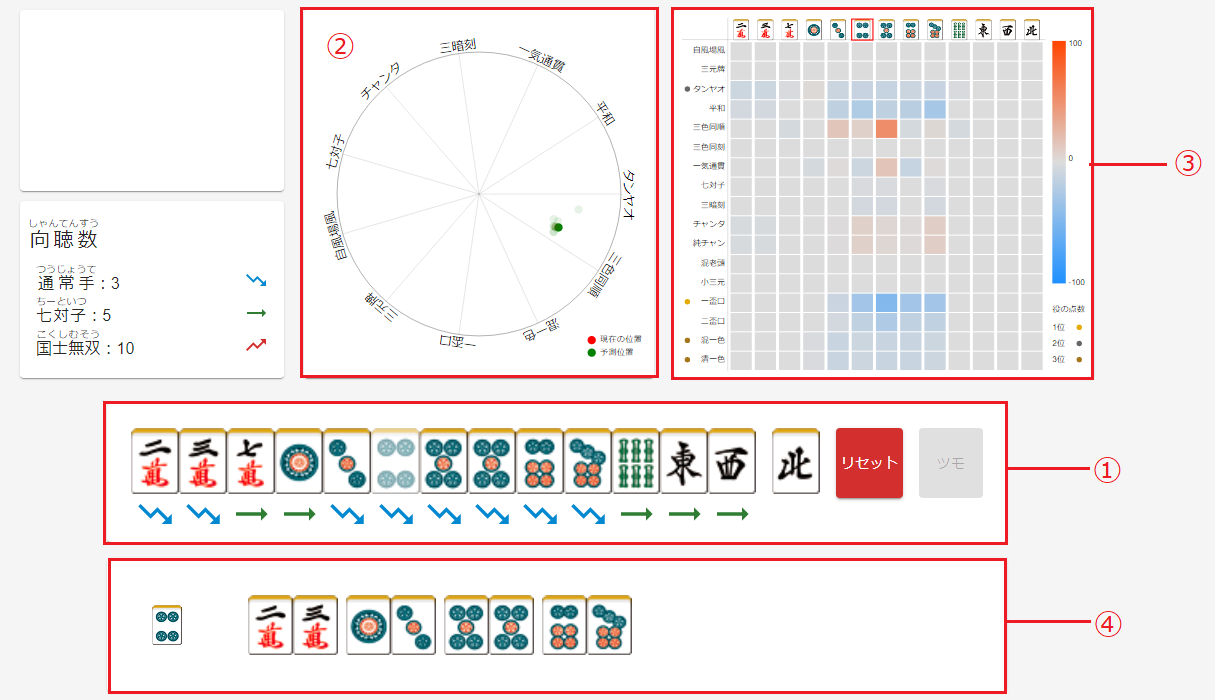 しゃんてんすう
向聴数
つうじょうて
通常手：3
ちーといつ
七対子：5
こくしむそう
国士無双：10
②
三暗刻
一気通貫
平和
タンヤオ
三色同順
混一色
一盃口
三元牌
自風場風
七対子
チャンタ
現在の位置
予測位置
二萬 三萬 七萬 東 西 北
自風場風
三元牌
タンヤオ
平和
三色同順
三色同刻
一気通貫
七対子
三暗刻
チャンタ
純チャン
混老頭
小三元
一盃口
二盃口
混一色
清一色
100
0
-100
役の点数
1位
2位
3位
③
二萬 三萬 七萬 東 西 北
リセット
ツモ
①
二萬 三萬
④